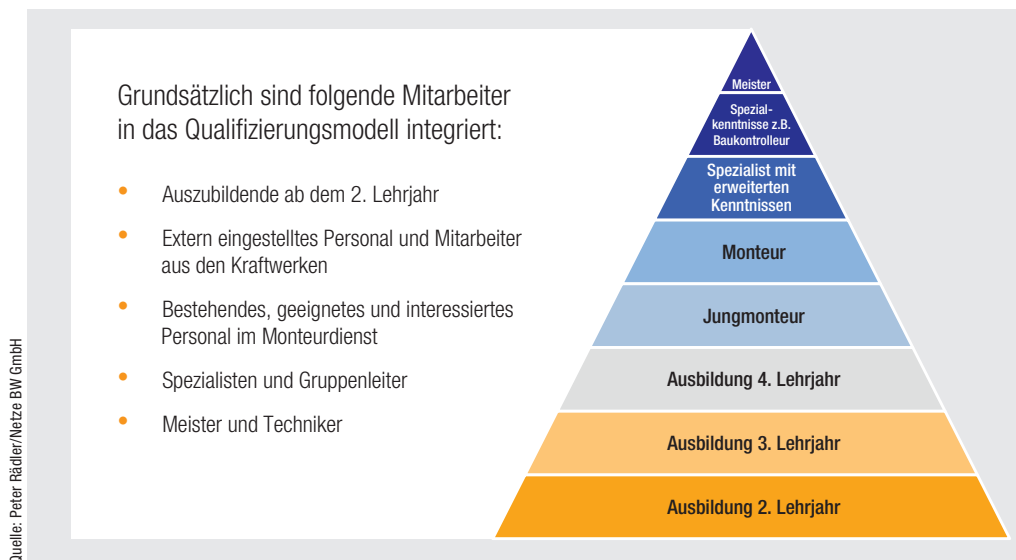 Grundsätzlich sind folgende Mitarbeiter
in das Qualifizierungsmodell integriert:
• Auszubildende ab dem 2. Lehrjahr
• Extern eingestelltes Personal und Mitarbeiter
aus den Kraftwerken
• Bestehendes, geeignetes und interessiertes
Personal im Monteurdienst
• Spezialisten und Gruppenleiter
• Meister und Techniker
Meister
Spezial-
kenntnisse z.B.
Baukontrolleur
Spezialist mit
erweiterten
Kenntnissen
Monteur
Jungmonteur
Ausbildung 4. Lehrjahr
Ausbildung 3. Lehrjahr
Ausbildung 2. Lehrjahr
Quelle: Peter Rädler/Netze BW GmbH